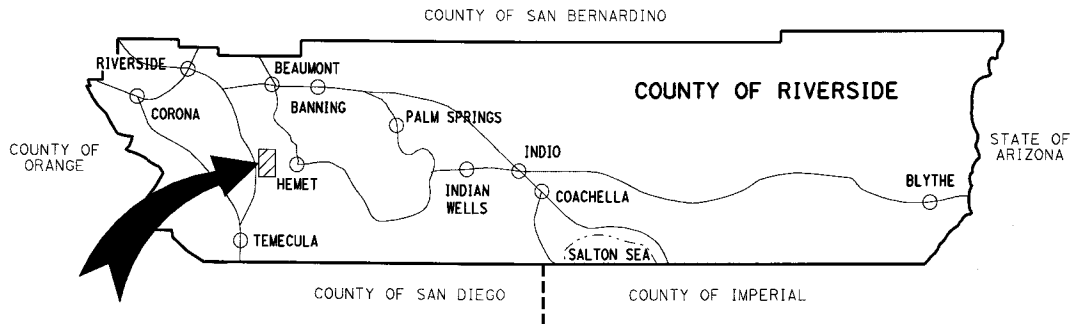 COUNTY OF SAN BERNARDINO
RIVERSIDE
BEAUMONT
COUNTY OF RIVERSIDE
CORONA
BANNING
PALM SPRINGS
COUNTY OF
ORANGE
STATE OF
ARIZONA
INDIO
HEMET
INDIAN
WELLS
COACHELLA
BLYTHE
TEMECULA
SALTON SEA
COUNTY OF SAN DIEGO
COUNTY OF IMPERIAL